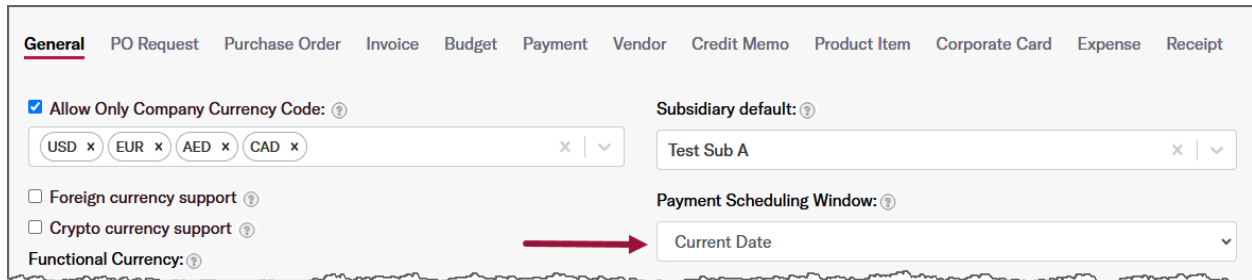 General PO Request Purchase Order Invoice Budget Payment Vendor Credit Memo Product Item Corporate Card Expense Receipt
Allow Only Company Currency Code: ?
USD × EUR × AED × CAD ×
Foreign currency support ?
Crypto currency support ?
Functional Currency: ?
Subsidiary default: ?
Test Sub A
Payment Scheduling Window: ?
Current Date